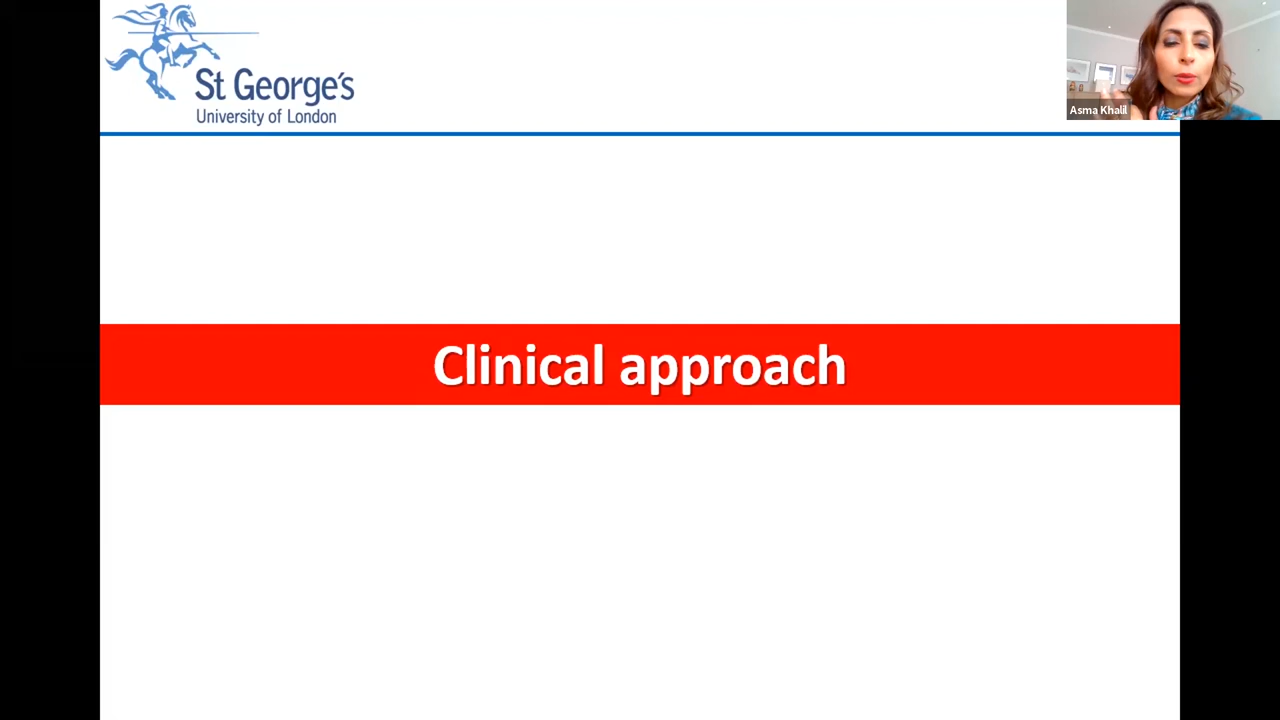 St George's
University of London
Asma Khalil
Clinical approach